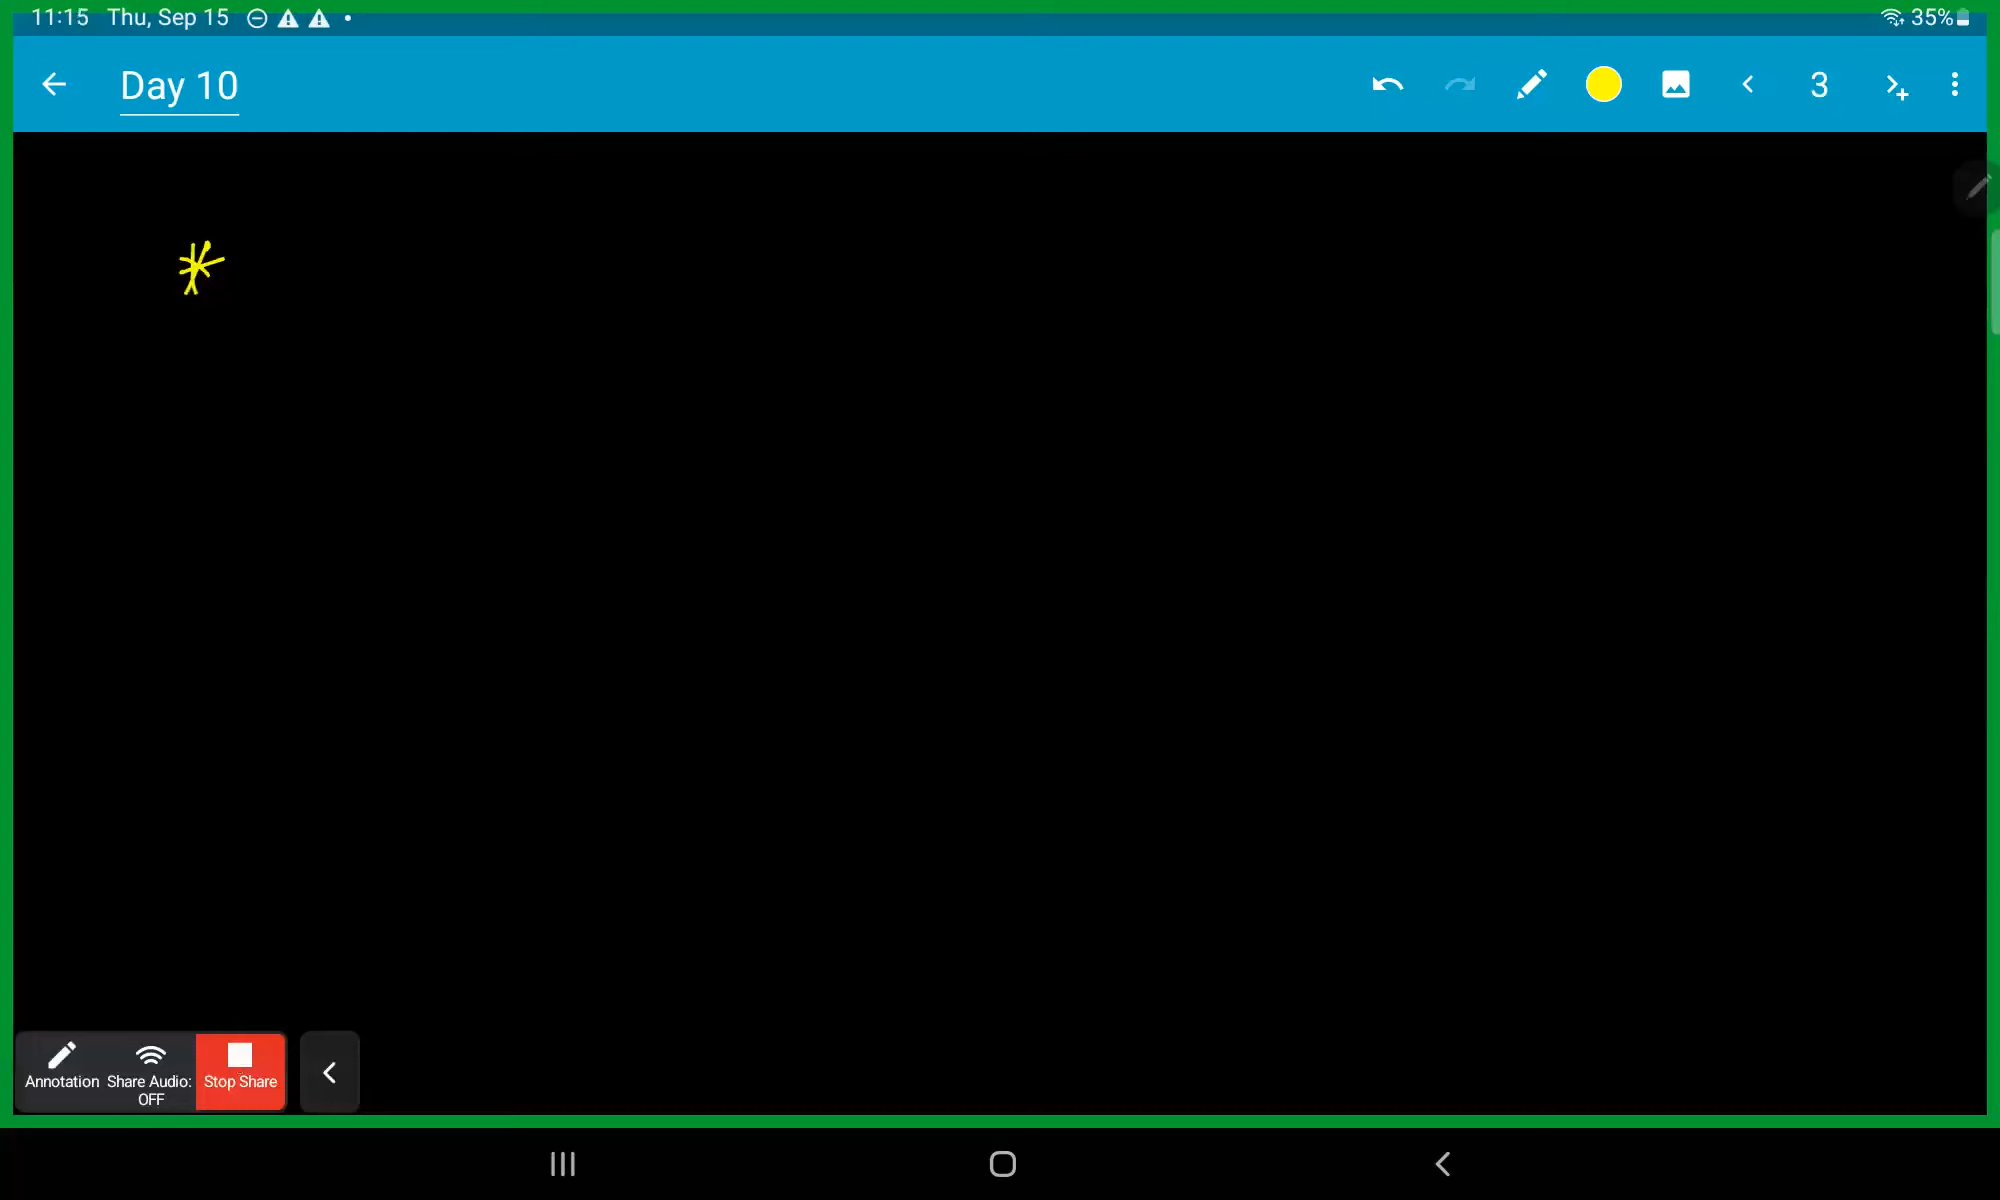 11:15 Thu, Sep 15 35%
Day 10 3
*
Annotation Share Audio: OFF Stop Share